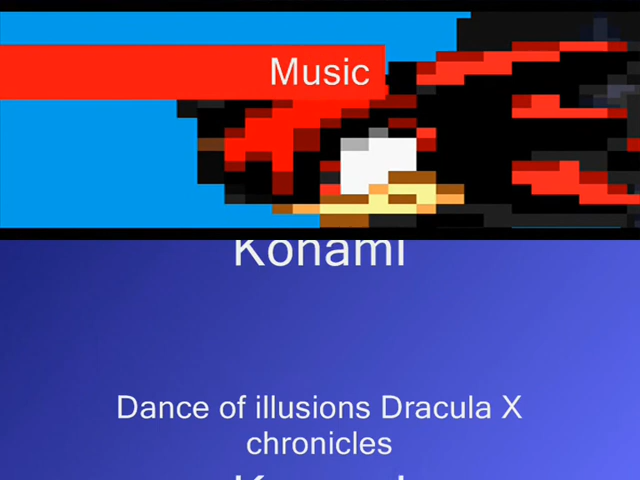 Music
Konami
Dance of illusions Dracula X
chronicles